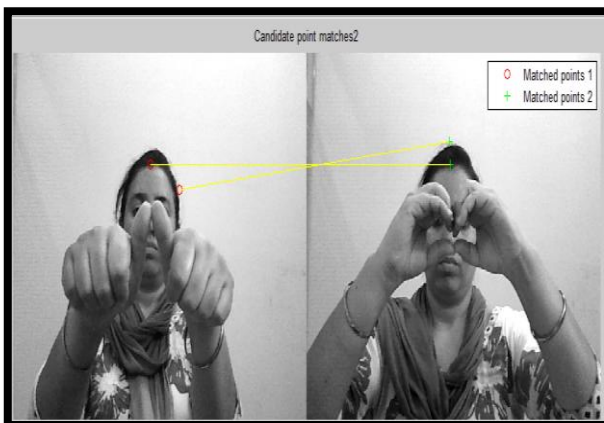 Candidate point matches2
Matched points 1
Matched points 2